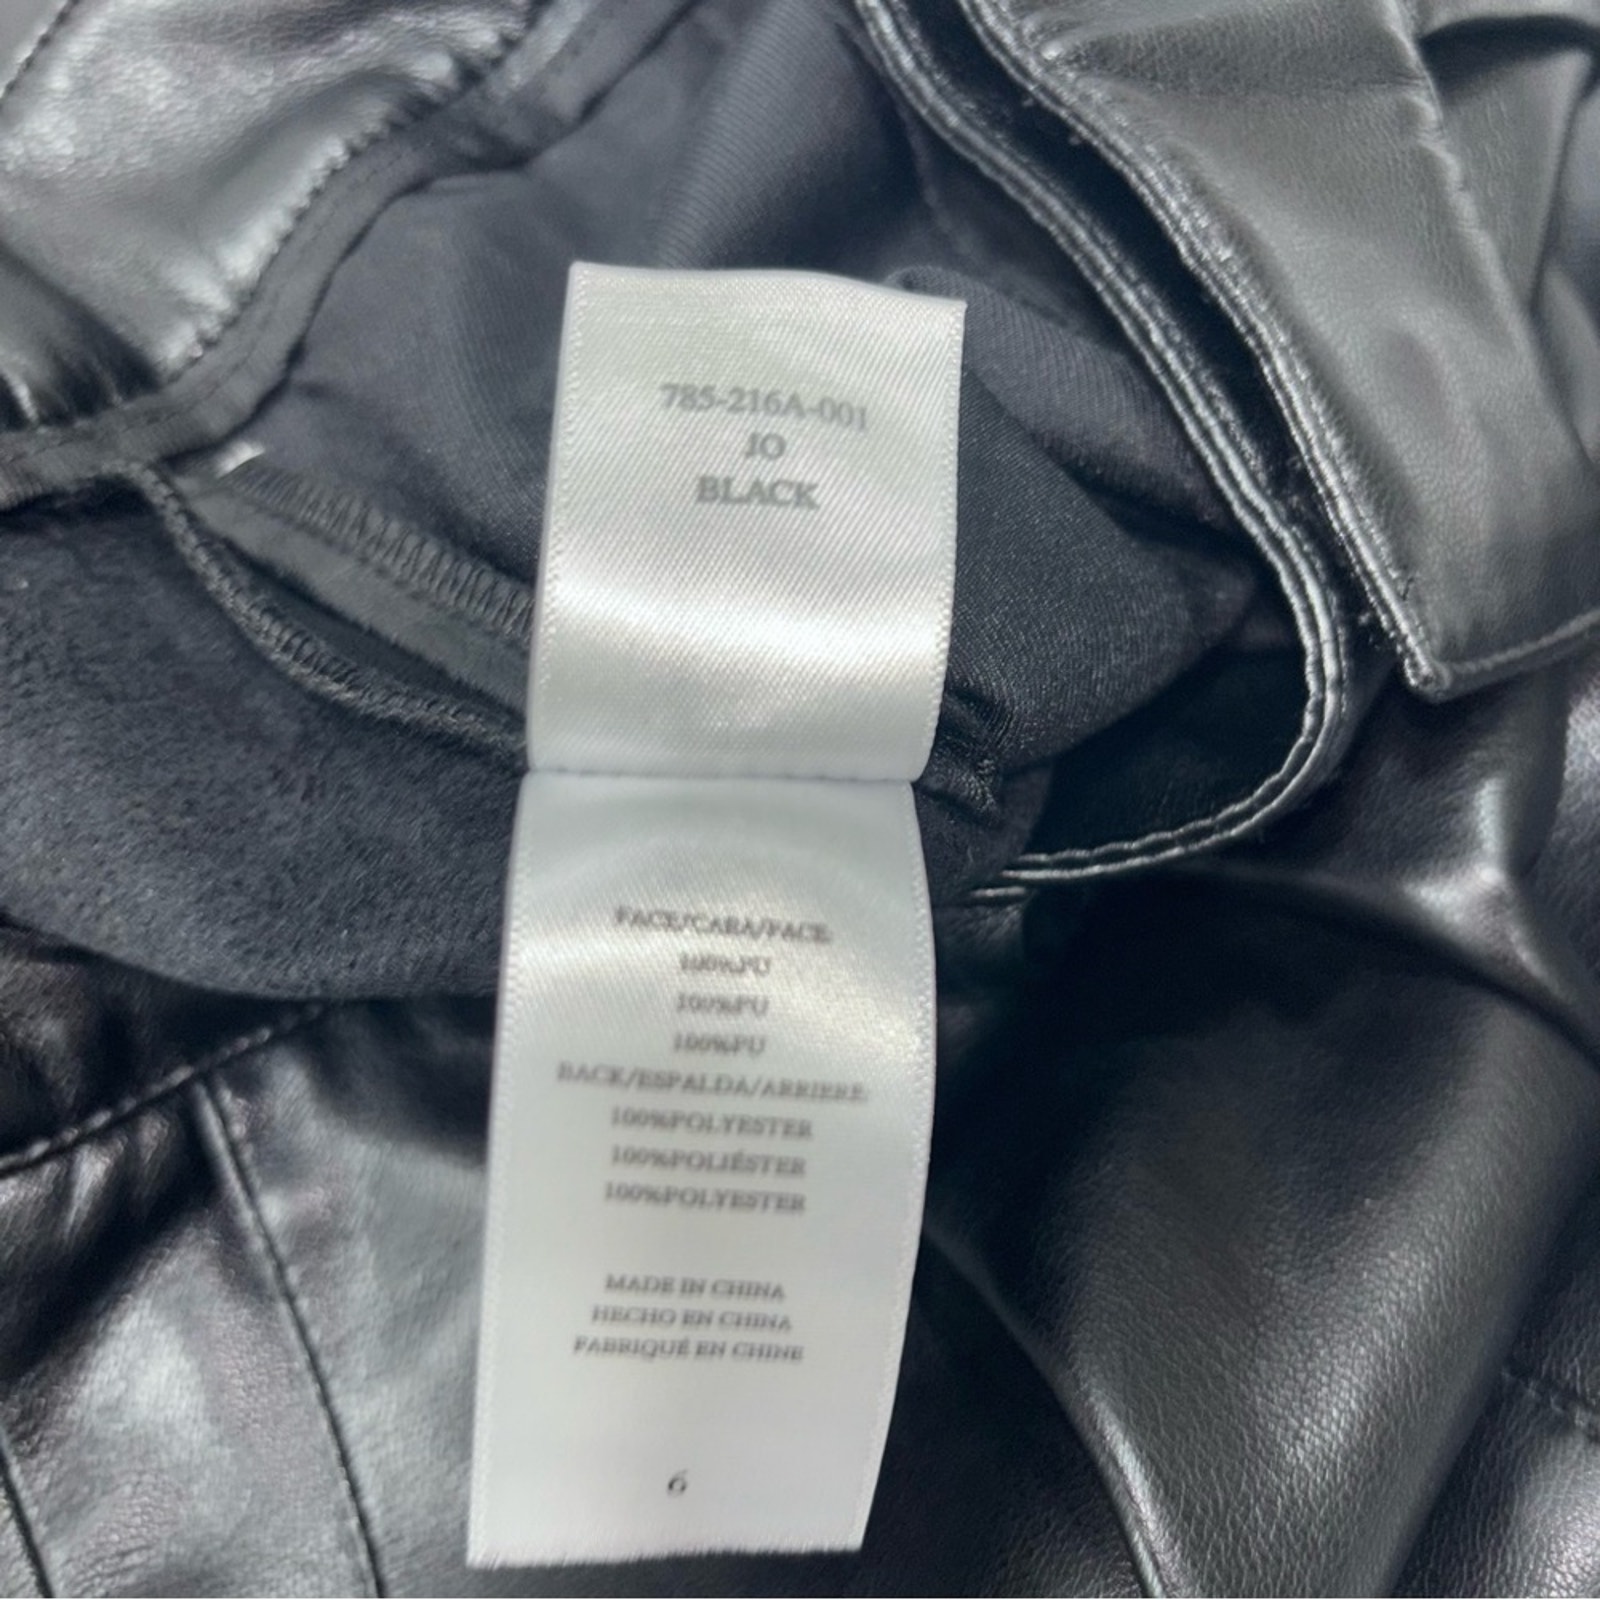 785-216A-001
JO
BLACK
FACE/CARA/FACE:
100%PU
100%PU
100%PU
BACK/ESPALDA/ARRIERE:
100%POLYESTER
100%POLIÉSTER
100%POLYESTER
MADE IN CHINA
HECHO EN CHINA
FABRIQUÉ EN CHINE
6